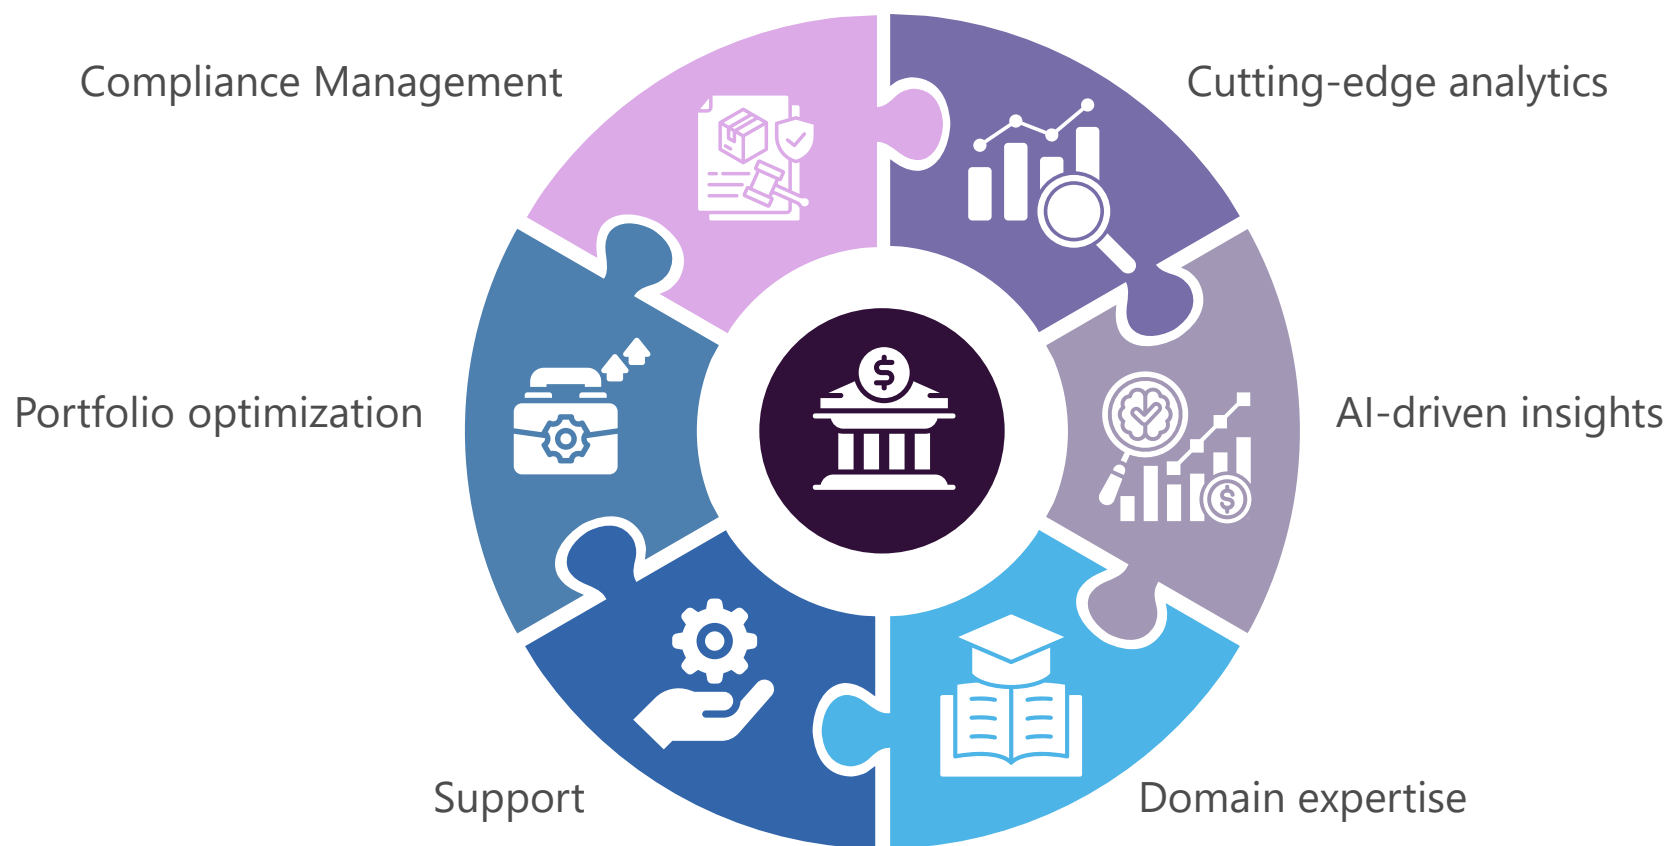 Compliance Management
Cutting-edge analytics
Portfolio optimization
AI-driven insights
Support
Domain expertise